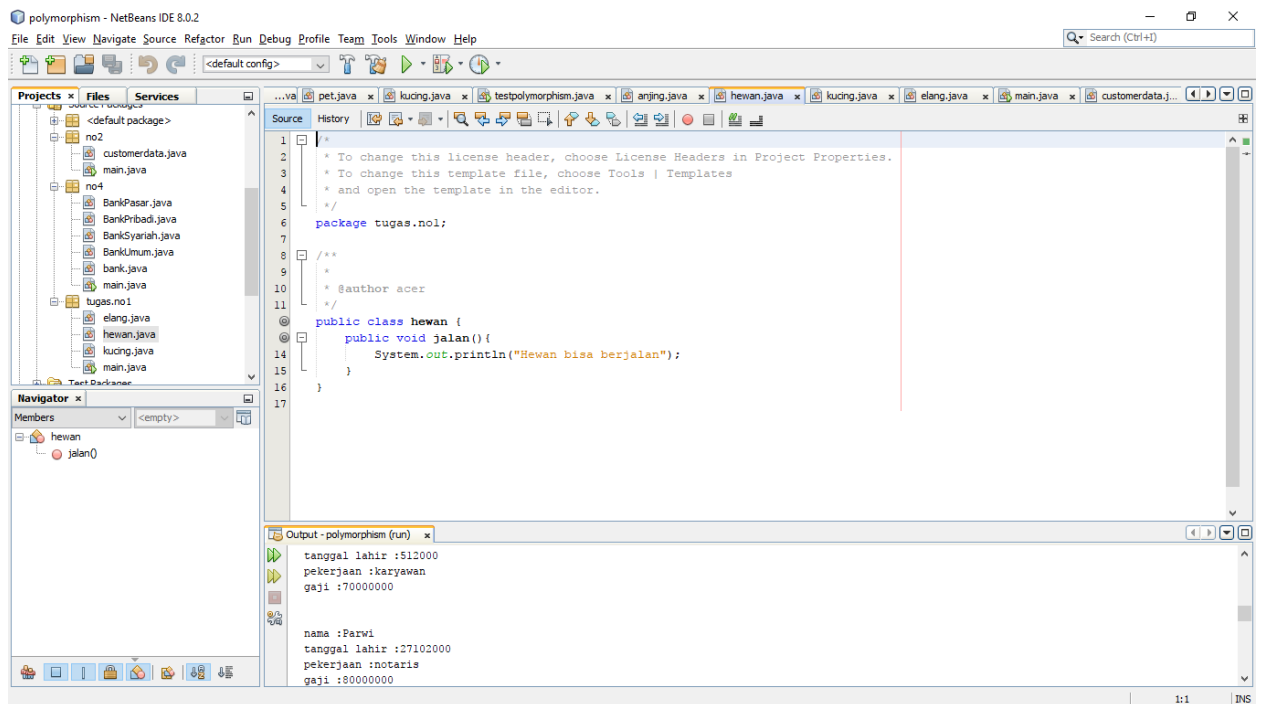 polymorphism - NetBeans IDE 8.0.2
File Edit View Navigate Source Refactor Run Debug Profile Team Tools Window Help
Search (Ctrl+I)
<default config>
Projects Files Services
<default package>
no2
customerdata.java
main.java
no4
BankPasar.java
BankPribadi.java
BankSyariah.java
BankUmum.java
bank.java
main.java
tugas.no1
elang.java
hewan.java
kucing.java
main.java
Test Packages
Navigator
Members <empty>
hewan
jalan()
...va pet.java kucing.java testpolymorphism.java anjing.java hewan.java kucing.java elang.java main.java customerdata.j...
Source History
1 /*
2 * To change this license header, choose License Headers in Project Properties.
3 * To change this template file, choose Tools | Templates
4 * and open the template in the editor.
5 */
6 package tugas.no1;
7
8 /**
9 *
10 * @author acer
11 */
public class hewan {
public void jalan(){
14 System.out.println("Hewan bisa berjalan");
15 }
16 }
17
Output - polymorphism (run)
tanggal lahir :512000
pekerjaan :karyawan
gaji :70000000
nama :Parwi
tanggal lahir :27102000
pekerjaan :notaris
gaji :80000000
1:1 INS